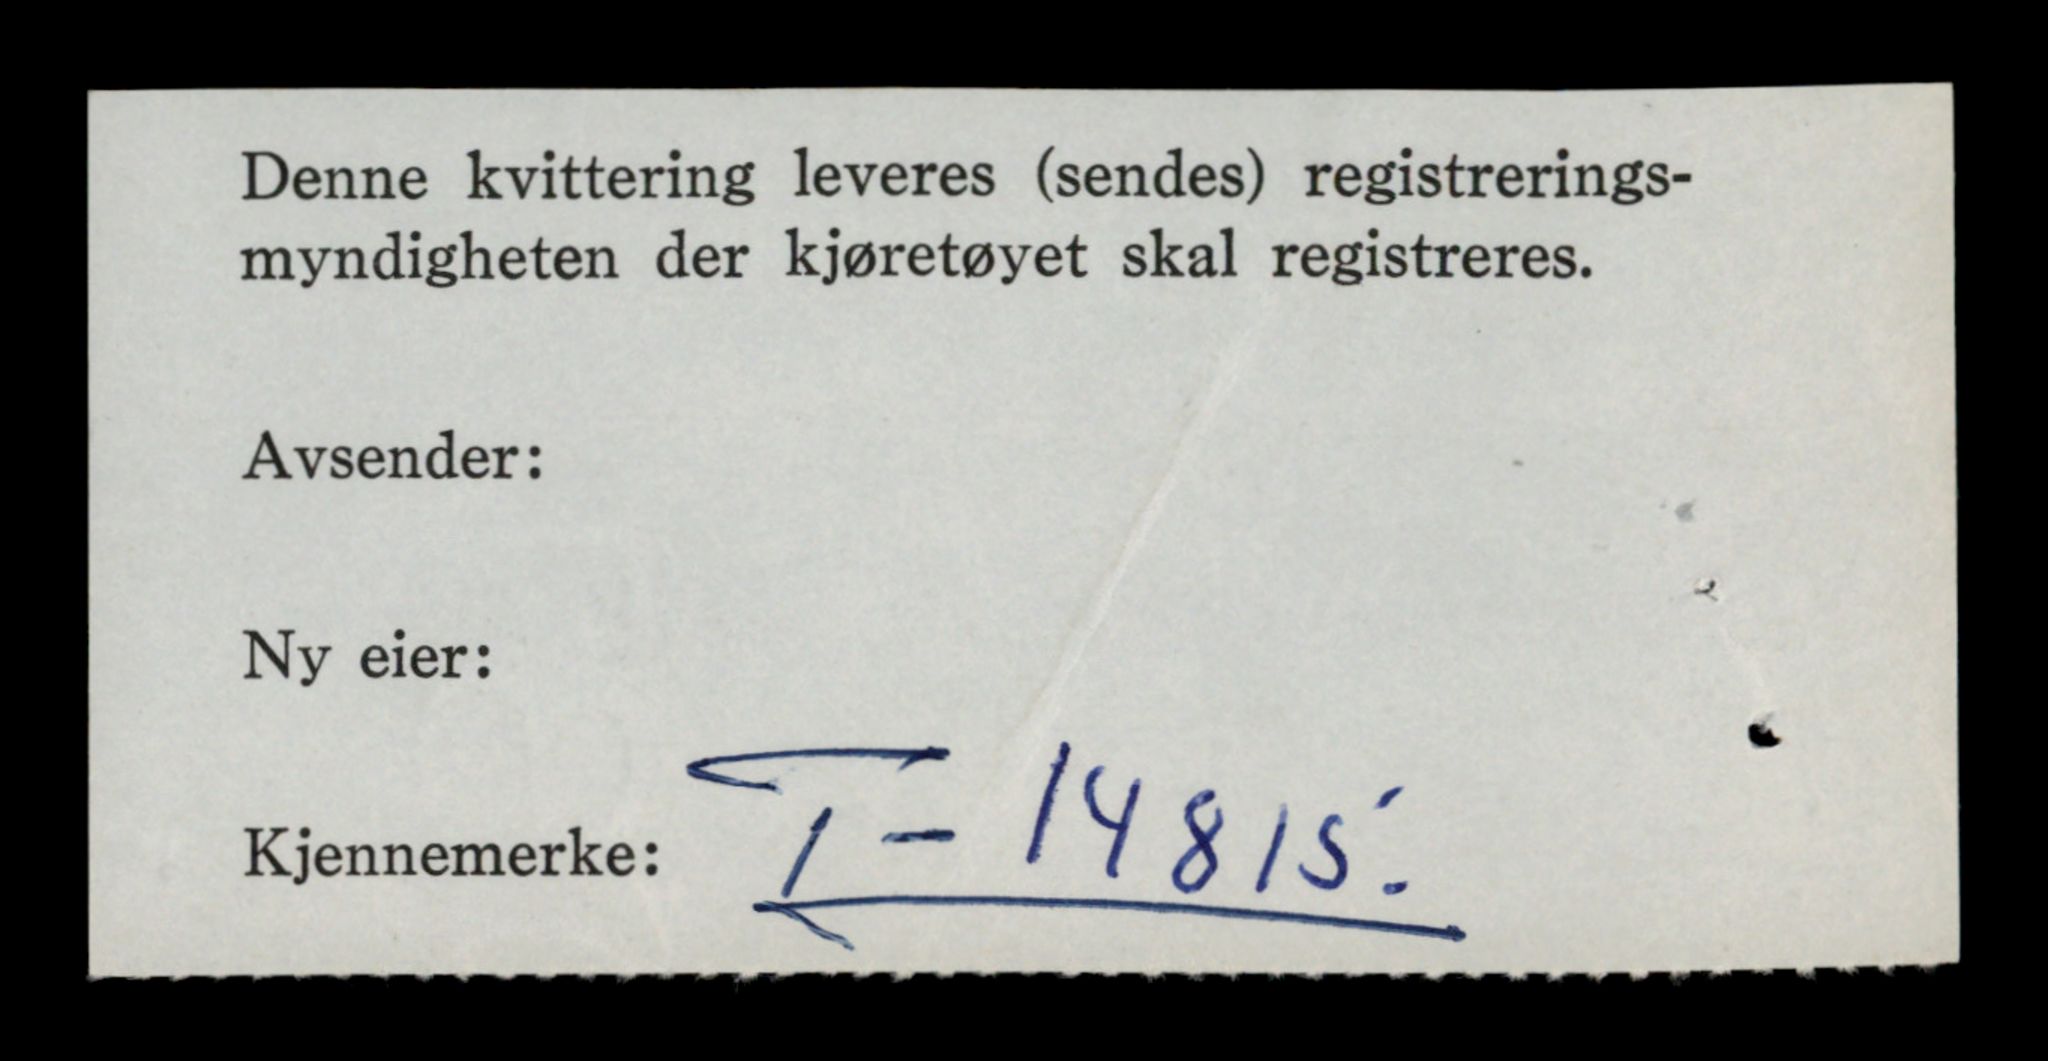 Denne kvittering leveres (sendes) registrerings-
myndigheten der kjøretøyet skal registreres.
Avsender:
Ny eier:
Kjennemerke: T - 14815.